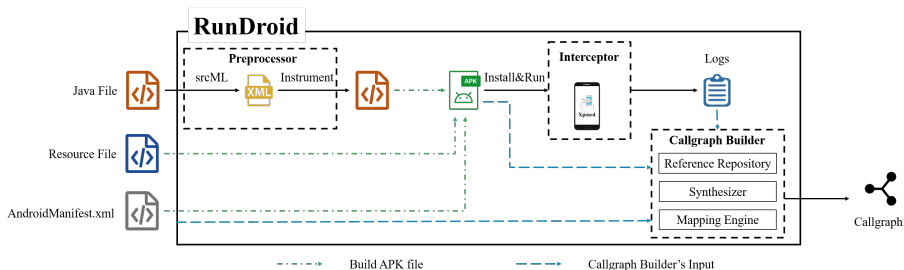 RunDroid
Preprocessor
srcML
Instrument
XML
Java File
APK
Install&Run
Interceptor
Xposed
Logs
Resource File
Callgraph Builder
Reference Repository
Synthesizer
Mapping Engine
AndroidManifest.xml
Callgraph
Build APK file
Callgraph Builder's Input